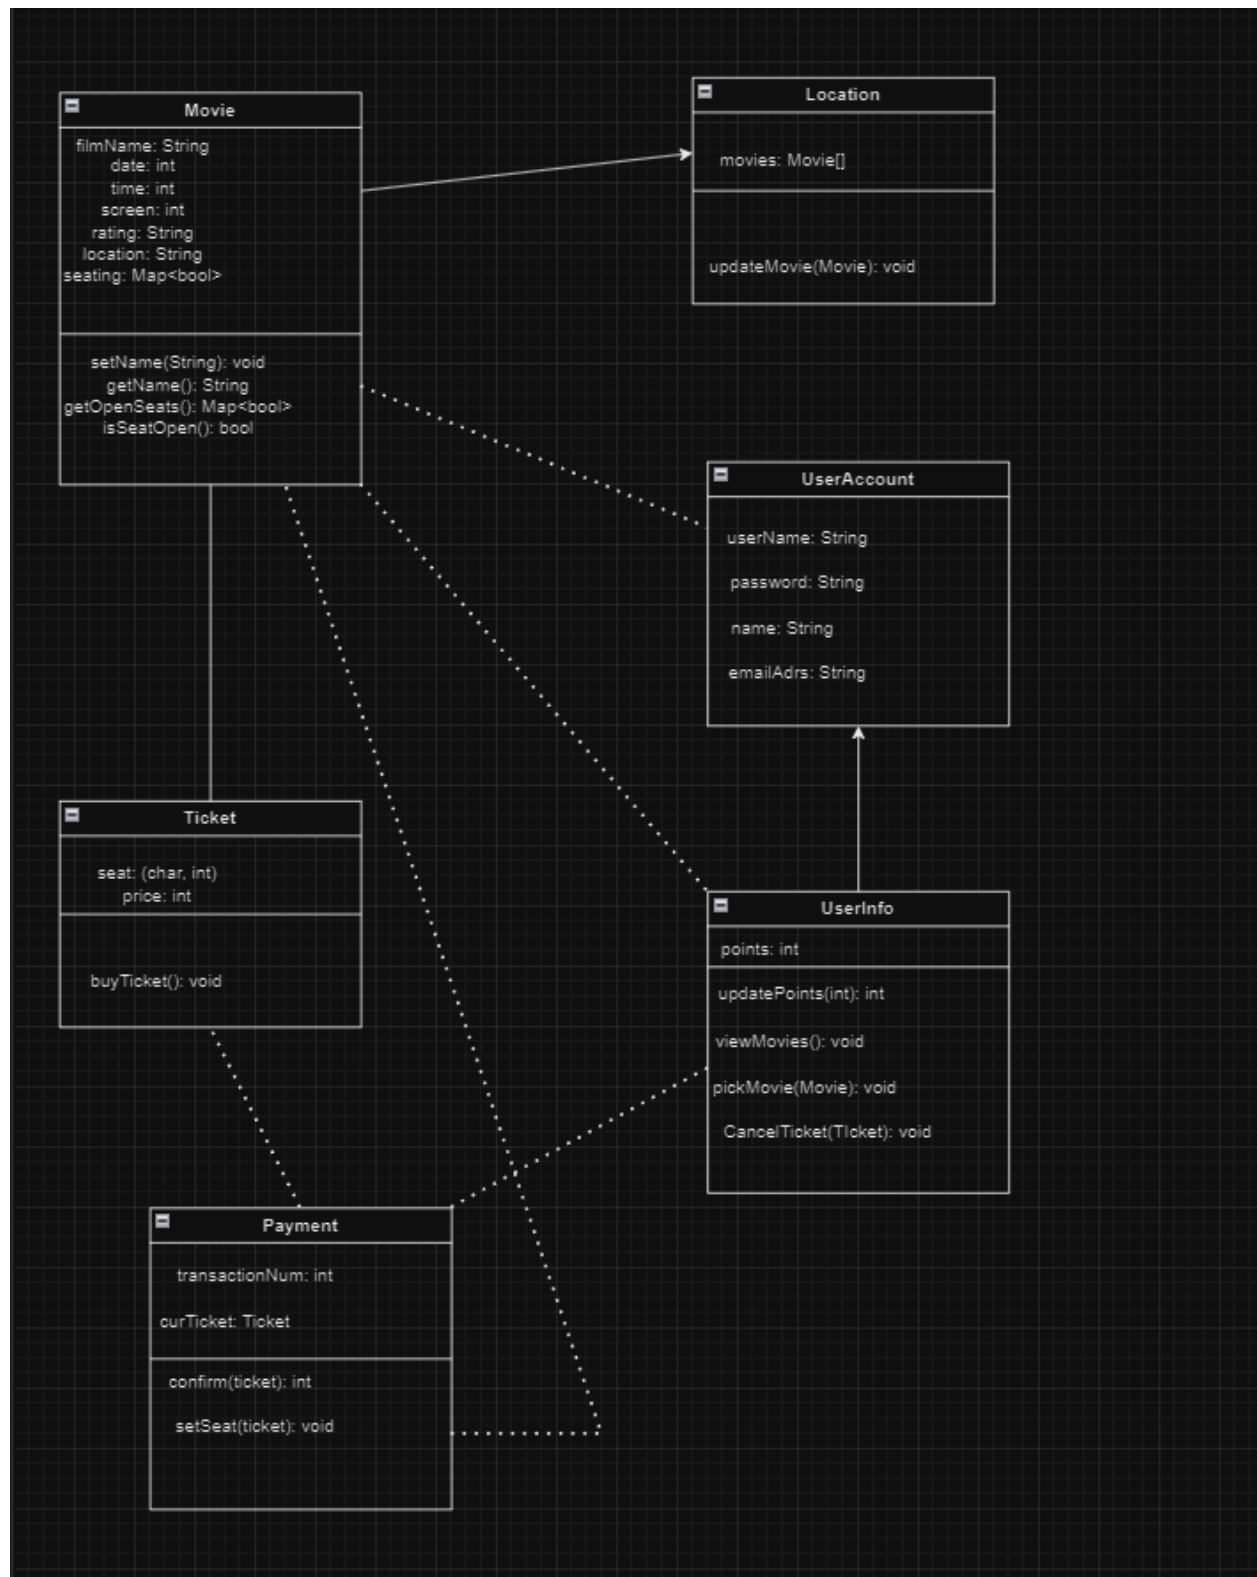 Movie
filmName: String
date: int
time: int
screen: int
rating: String
location: String
seating: Map<bool>
setName(String): void
getName(): String
getOpenSeats(): Map<bool>
isSeatOpen(): bool
Location
movies: Movie[]
updateMovie(Movie): void
UserAccount
userName: String
password: String
name: String
emailAdrs: String
Ticket
seat: (char, int)
price: int
buyTicket(): void
UserInfo
points: int
updatePoints(int): int
viewMovies(): void
pickMovie(Movie): void
CancelTicket(TIcket): void
Payment
transactionNum: int
curTicket: Ticket
confirm(ticket): int
setSeat(ticket): void